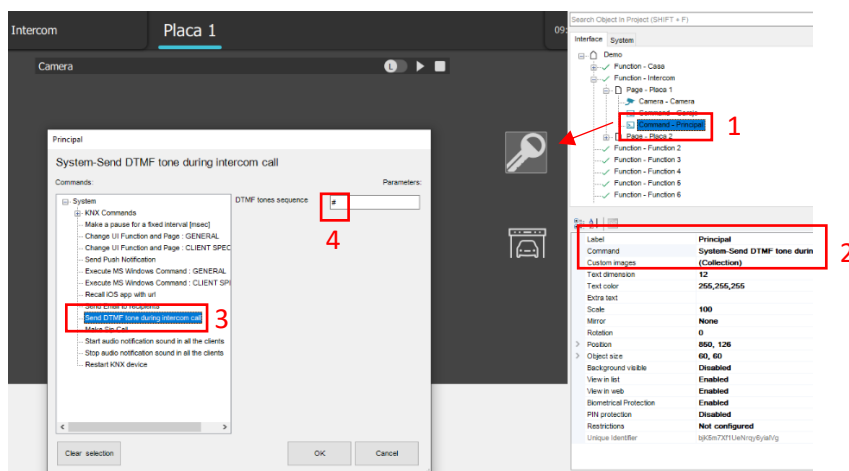 Intercom
Placa 1
09:
Camera
L
Principal
System-Send DTMF tone during intercom call
Commands:
Parameters:
System
KNX Commands
Make a pause for a fixed interval [msec]
Change UI Function and Page : GENERAL
Change UI Function and Page : CLIENT SPEC
Send Push Notification
Execute MS Windows Command : GENERAL
Execute MS Windows Command : CLIENT SPI
Recall iOS app with url
Send Email to recipients
Send DTMF tone during intercom call
Make Sip Call
Start audio notification sound in all the clients
Stop audio notification sound in all the clients
Restart KNX device
DTMF tones sequence
#
3
4
Clear selection
OK
Cancel
Search Object in Project (SHIFT + F)
Interface
System
Demo
Function - Casa
Function - Intercom
Page - Placa 1
Camera - Camera
Command - Garaje
Command - Principal
Page - Placa 2
Function - Function 2
Function - Function 3
Function - Function 4
Function - Function 5
Function - Function 6
1
2
Label Principal
Command System-Send DTMF tone durin
Custom images (Collection)
Text dimension 12
Text color 255,255,255
Extra text
Scale 100
Mirror None
Rotation 0
Position 850, 126
Object size 60, 60
Background visible Disabled
View in list Enabled
View in web Enabled
Biometrical Protection Enabled
PIN protection Disabled
Restrictions Not configured
Unique Identifier